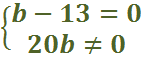 b − 13 = 0
20b ≠ 0